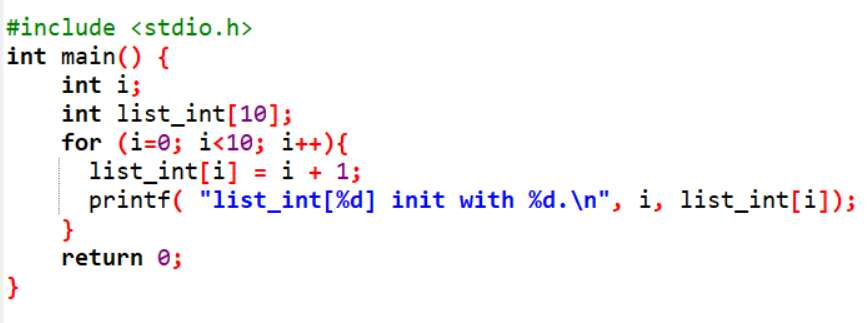 #include <stdio.h>
int main() {
    int i;
    int list_int[10];
    for (i=0; i<10; i++){
      list_int[i] = i + 1;
      printf( "list_int[%d] init with %d.\n", i, list_int[i]);
    }
    return 0;
}